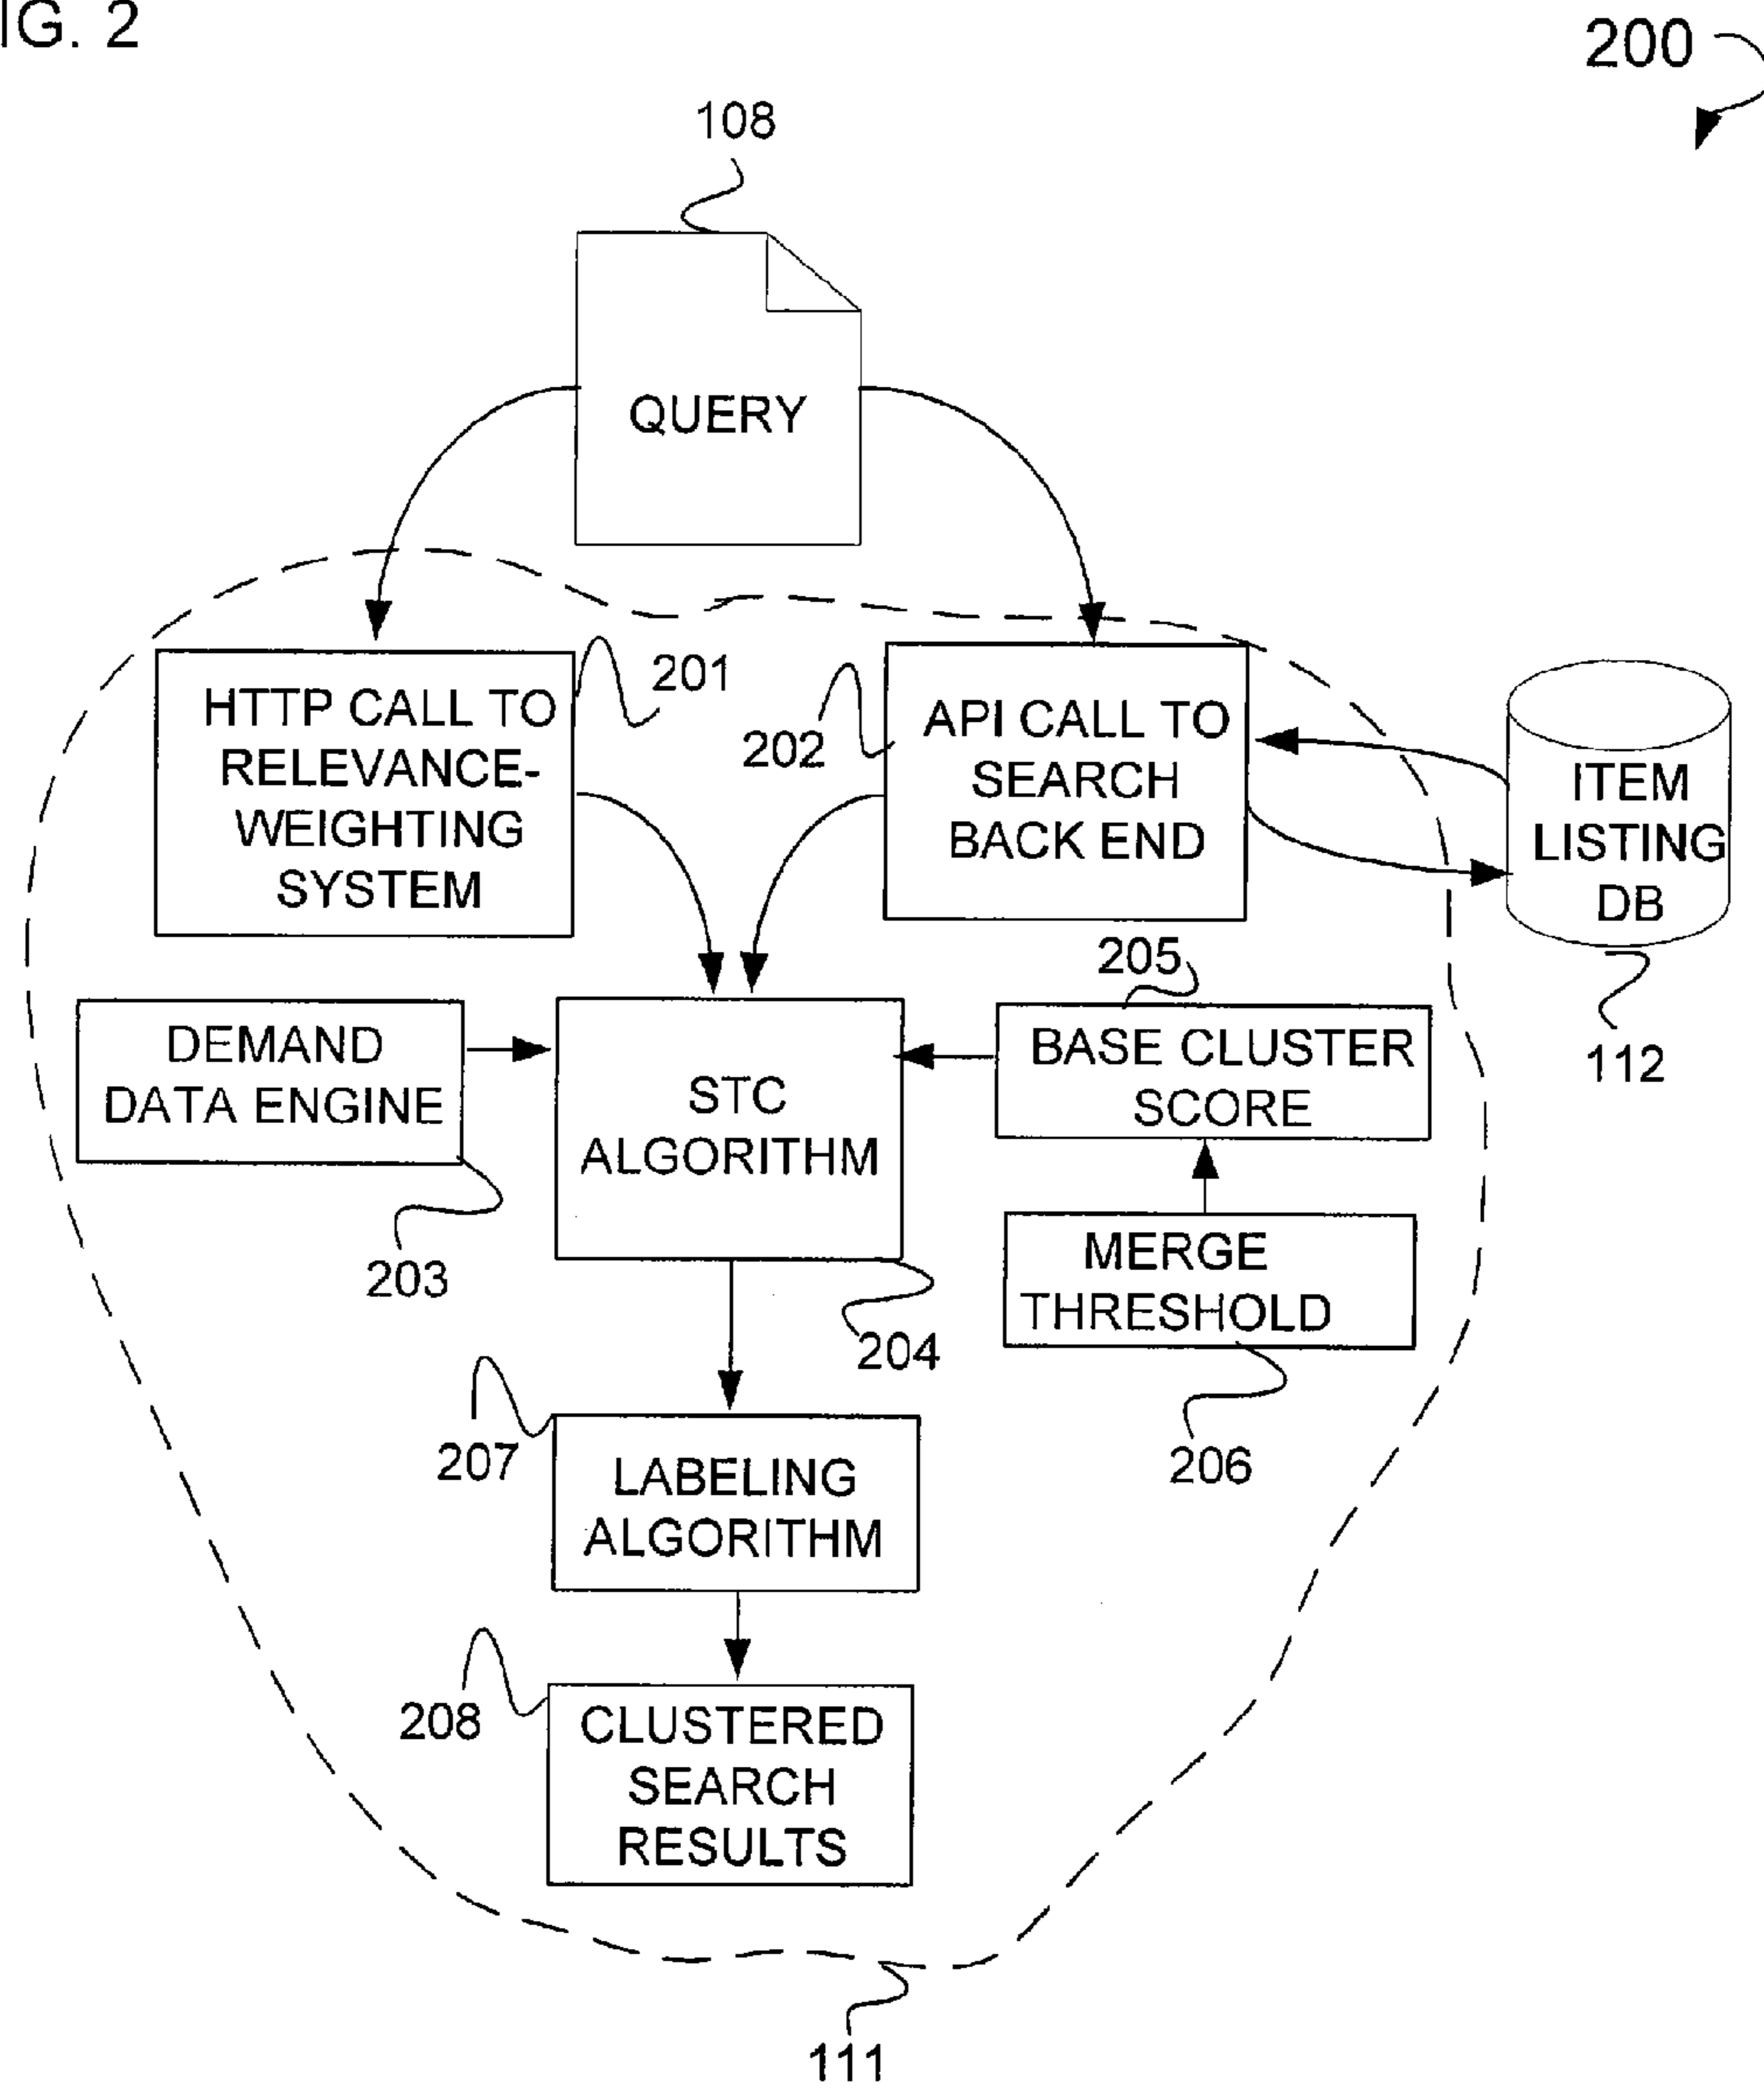 IG. 2
200
108
QUERY
201
HTTP CALL TO
RELEVANCE-
WEIGHTING
SYSTEM
202
API CALL TO
SEARCH
BACK END
ITEM
LISTING
DB
112
205
DEMAND
DATA ENGINE
203
STC
ALGORITHM
204
BASE CLUSTER
SCORE
MERGE
THRESHOLD
206
207
LABELING
ALGORITHM
208
CLUSTERED
SEARCH
RESULTS
111